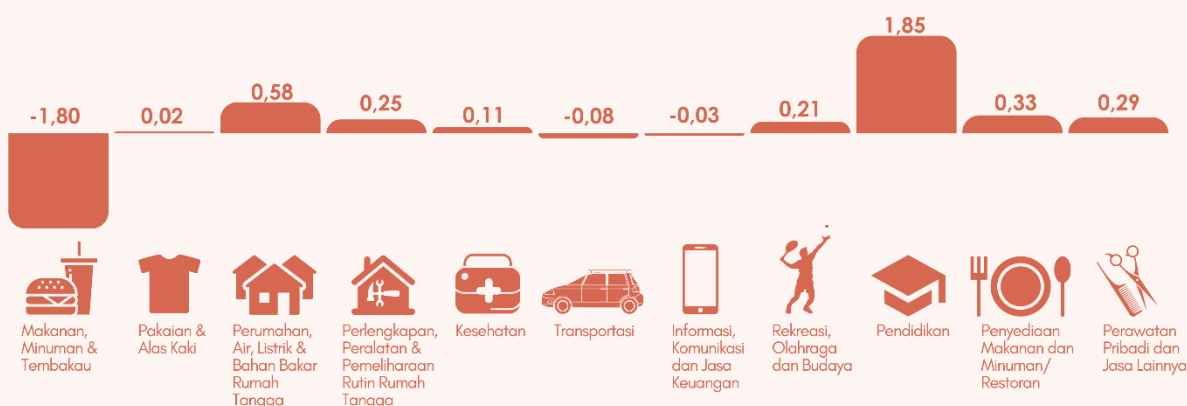 -1,80
0,02
0,58
0,25
0,11
-0,08
-0,03
0,21
1,85
0,33
0,29
Makanan,
Minuman &
Tembakau
Pakaian &
Alas Kaki
Perumahan,
Air, Listrik &
Bahan Bakar
Rumah
Tangga
Perlengkapan,
Peralatan &
Pemeliharaan
Rutin Rumah
Tangga
Kesehatan
Transportasi
Informasi,
Komunikasi
dan Jasa
Keuangan
Rekreasi,
Olahraga
dan Budaya
Pendidikan
Penyediaan
Makanan dan
Minuman/
Restoran
Perawatan
Pribadi dan
Jasa Lainnya